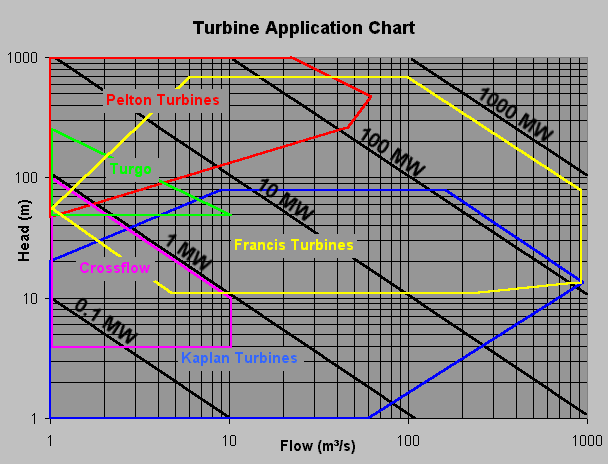 Turbine Application Chart
1000
Pelton Turbines
1000 MW
100 MW
Turgo
100
10 MW
Head (m)
Francis Turbines
1 MW
Crossflow
10
0.1 MW
Kaplan Turbines
1
1 10 100 1000
Flow (m³/s)